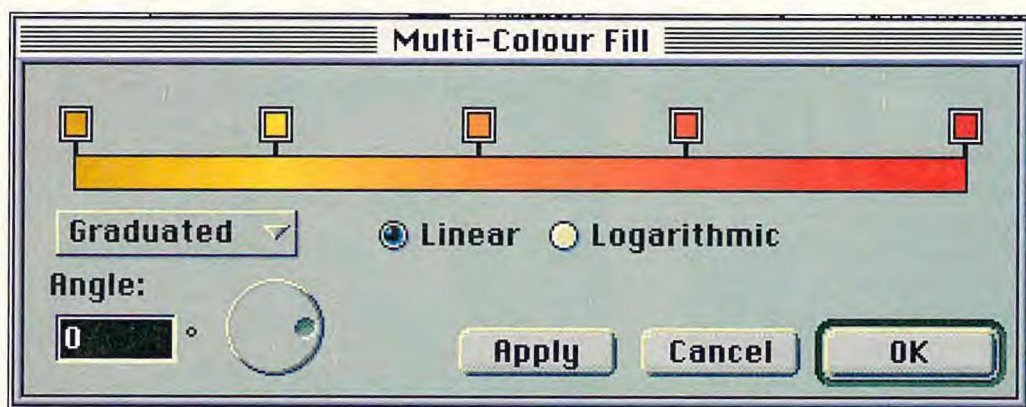 Multi-Colour Fill
Graduated
Linear
Logarithmic
Angle:
0 °
Apply
Cancel
OK